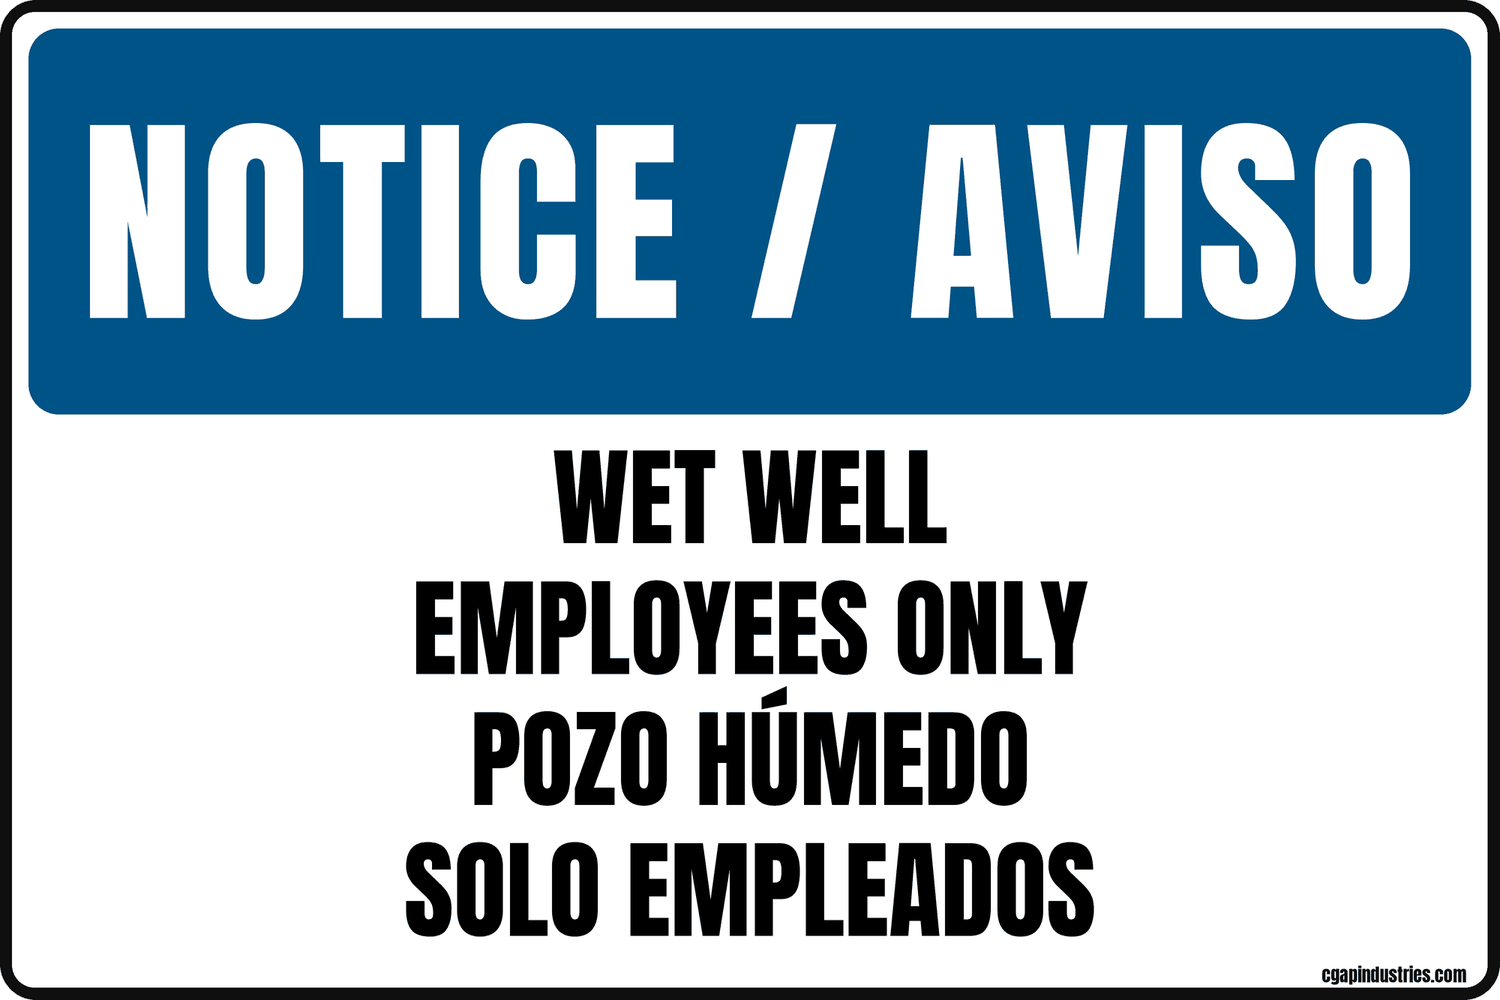 NOTICE / AVISO
WET WELL
EMPLOYEES ONLY
POZO HÚMEDO
SOLO EMPLEADOS
cgapindustries.com